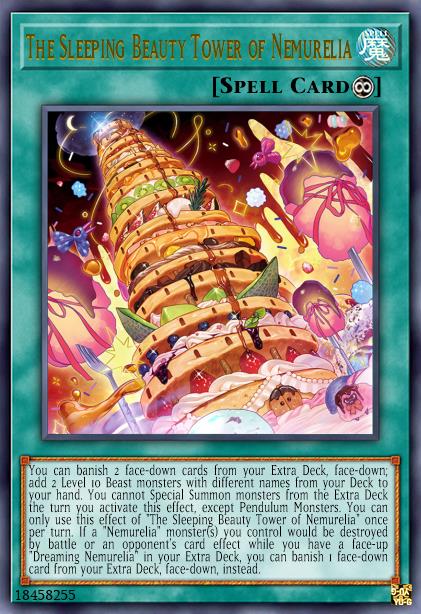 THE SLEEPING BEAUTY TOWER OF NEMURELIA
SPELL
魔
[SPELL CARD]
You can banish 2 face-down cards from your Extra Deck, face-down;
add 2 Level 10 Beast monsters with different names from your Deck to
your hand. You cannot Special Summon monsters from the Extra Deck
the turn you activate this effect, except Pendulum Monsters. You can
only use this effect of "The Sleeping Beauty Tower of Nemurelia" once
per turn. If a "Nemurelia" monster(s) you control would be destroyed
by battle or an opponent's card effect while you have a face-up
"Dreaming Nemurelia" in your Extra Deck, you can banish 1 face-down
card from your Extra Deck, face-down, instead.
18458255